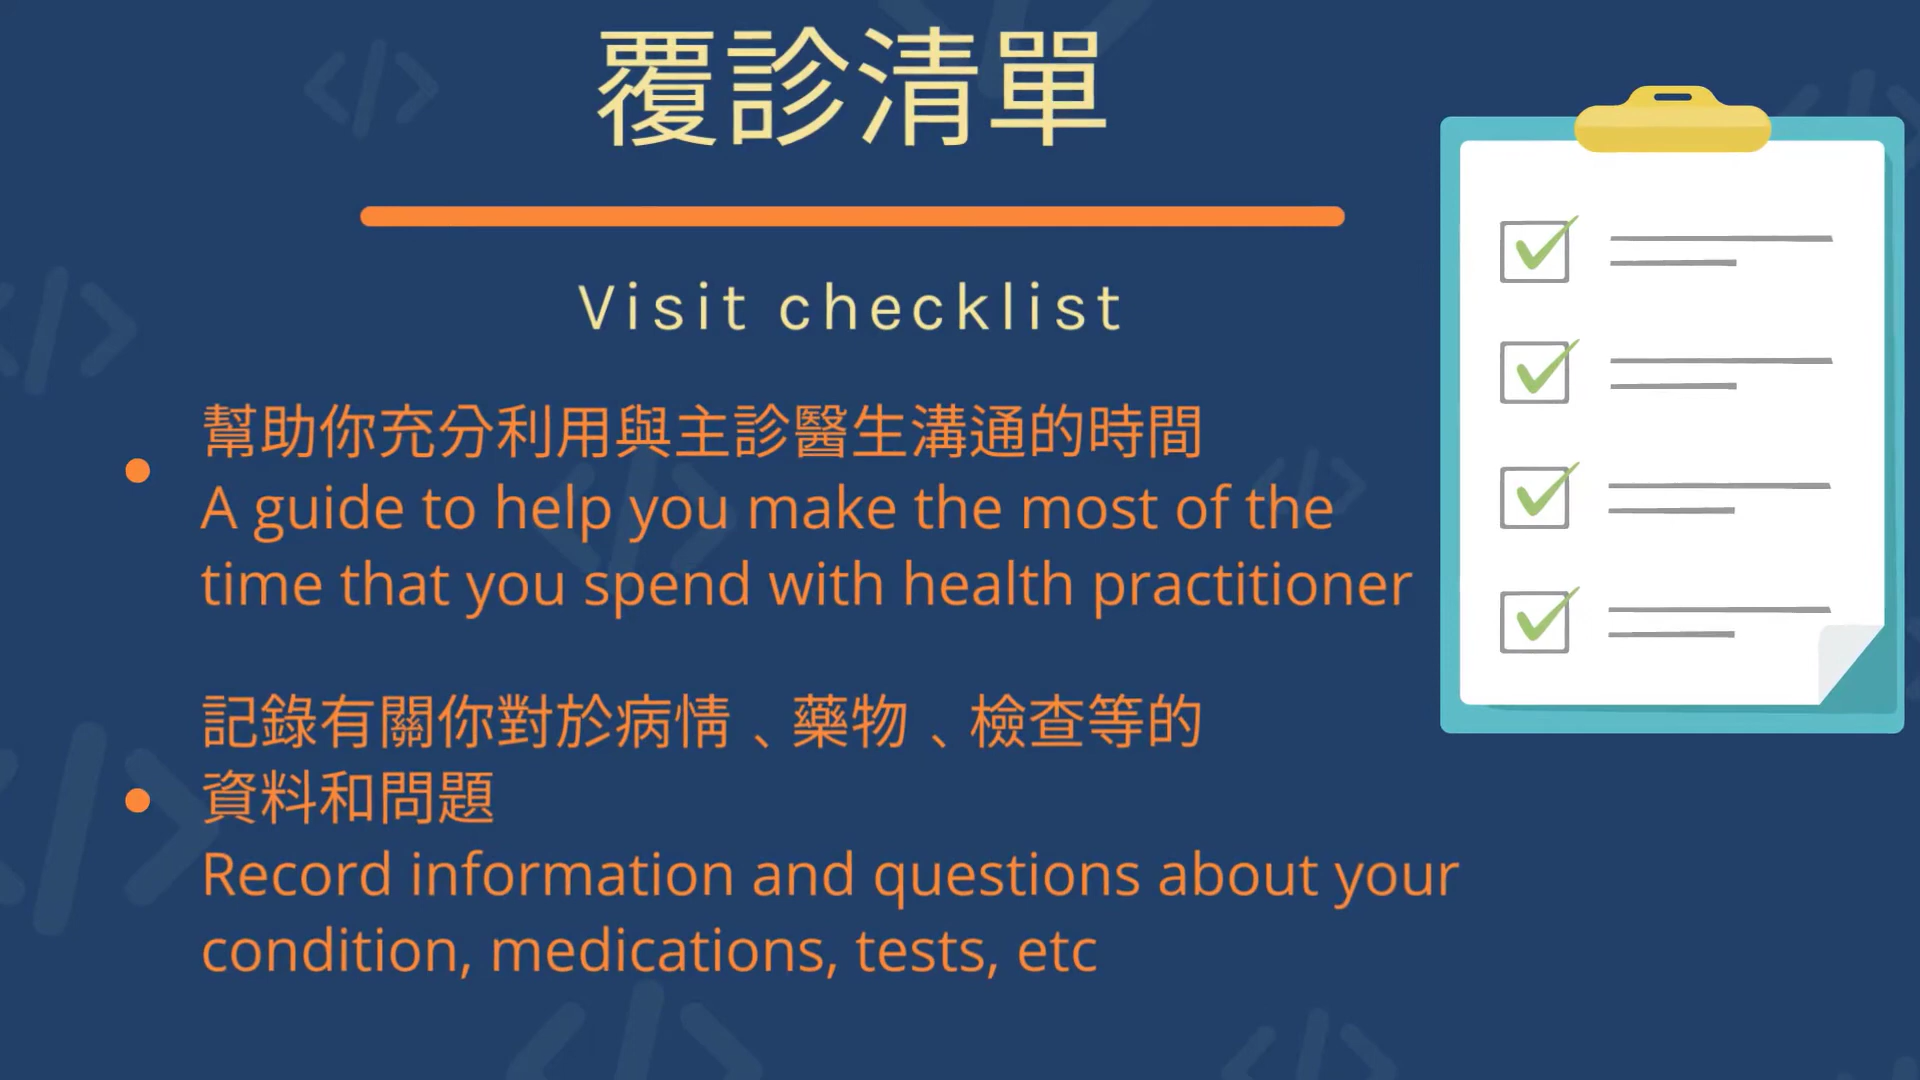 覆診清單
Visit checklist
幫助你充分利用與主診醫生溝通的時間
A guide to help you make the most of the
time that you spend with health practitioner
記錄有關你對於病情、藥物、檢查等的
資料和問題
Record information and questions about your
condition, medications, tests, etc